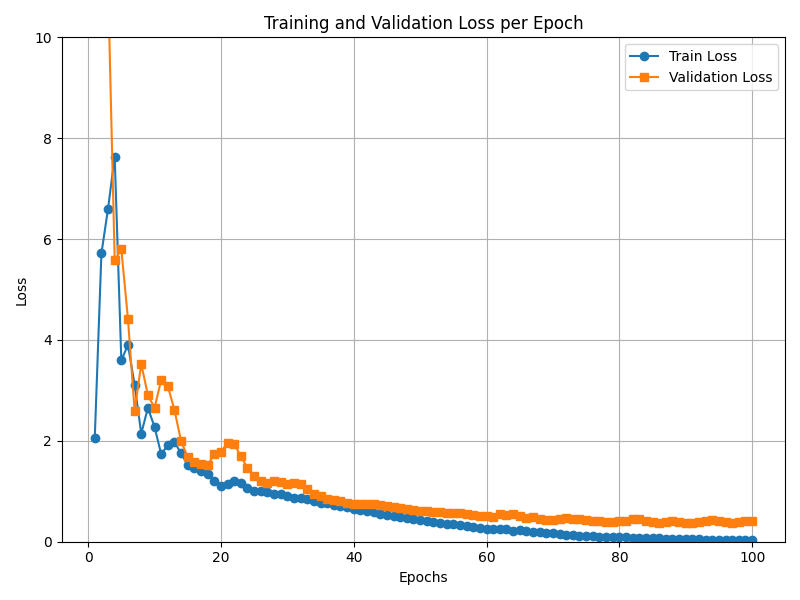 Training and Validation Loss per Epoch
Train Loss
Validation Loss
Loss
10
8
6
4
2
0
0 20 40 60 80 100
Epochs